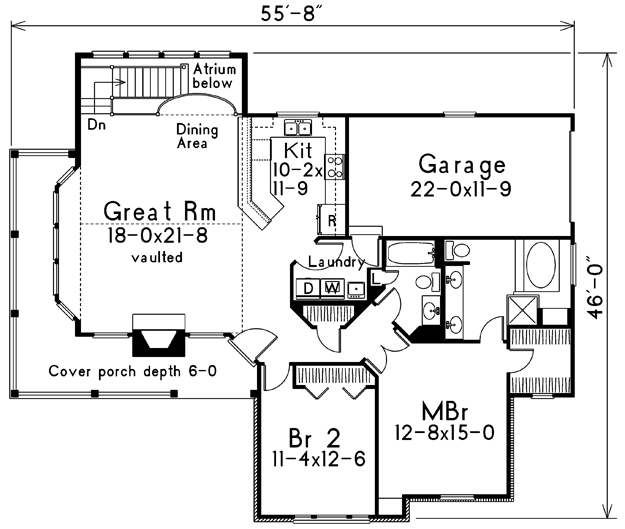 55'-8"
Atrium
below
Dn
Dining
Area
Kit
10-2x
11-9
Garage
22-0x11-9
Great Rm
18-0x21-8
vaulted
R
Laundry
D W
L
46'-0"
Cover porch depth 6-0
MBr
12-8x15-0
Br 2
11-4x12-6